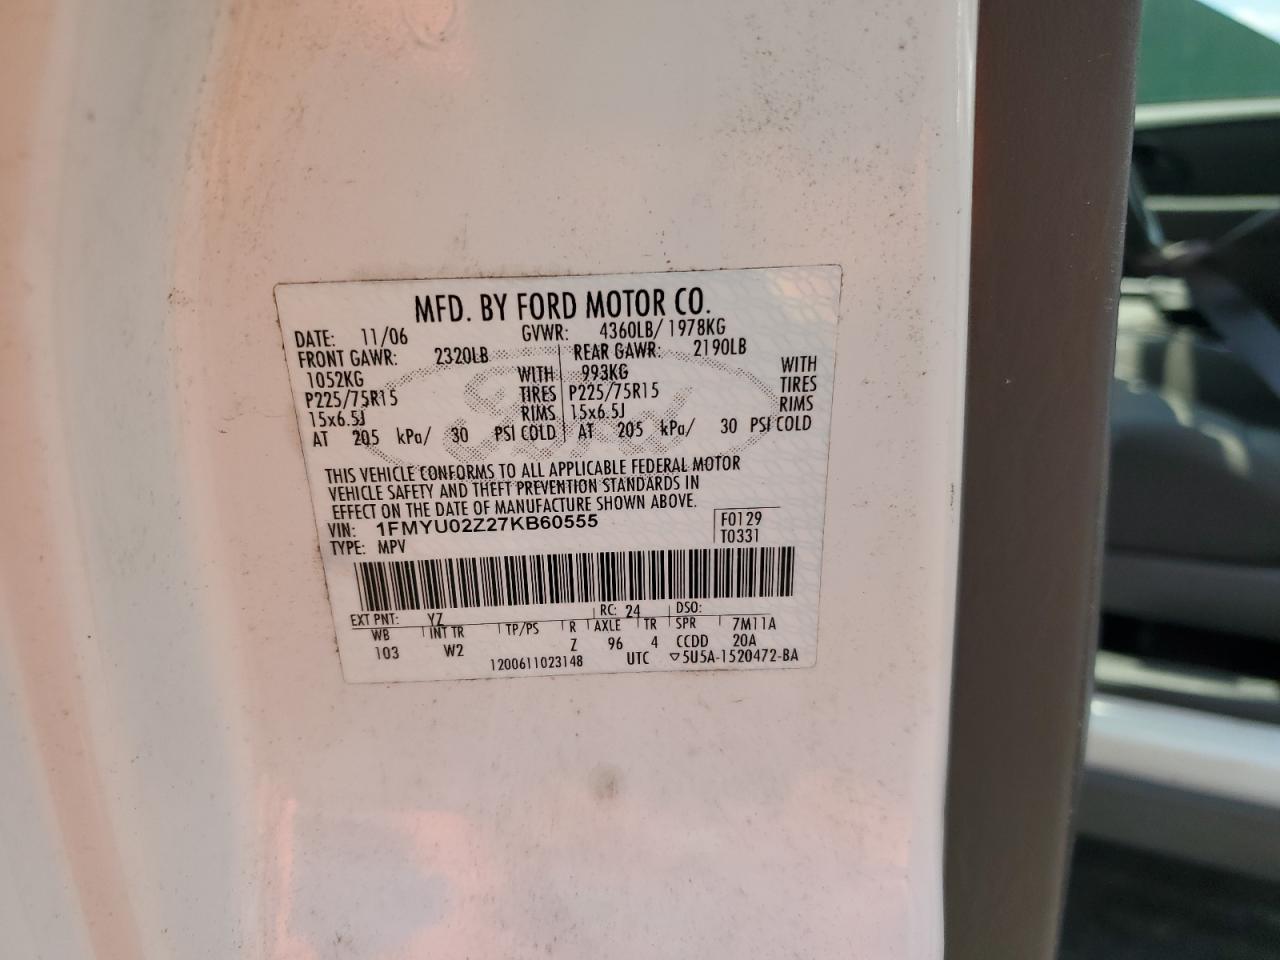 MFD. BY FORD MOTOR CO.
DATE: 11/06 GVWR: 4360LB/ 1978KG
FRONT GAWR: 2320LB REAR GAWR: 2190LB
1052KG WITH 993KG WITH
P225/75R15 TIRES P225/75R15 TIRES
15x6.5J RIMS 15x6.5J RIMS
AT 205 kPa/ 30 PSI COLD AT 205 kPa/ 30 PSI COLD
THIS VEHICLE CONFORMS TO ALL APPLICABLE FEDERAL MOTOR
VEHICLE SAFETY AND THEFT PREVENTION STANDARDS IN
EFFECT ON THE DATE OF MANUFACTURE SHOWN ABOVE.
VIN: 1FMYU02Z27KB60555 F0129
TYPE: MPV T0331
EXT PNT: YZ RC: 24 DSO:
WB INT TR TP/PS R AXLE TR SPR 7M11A
103 W2 Z 96 4 CCDD 20A
1200611023148 UTC ▽5U5A-1520472-BA